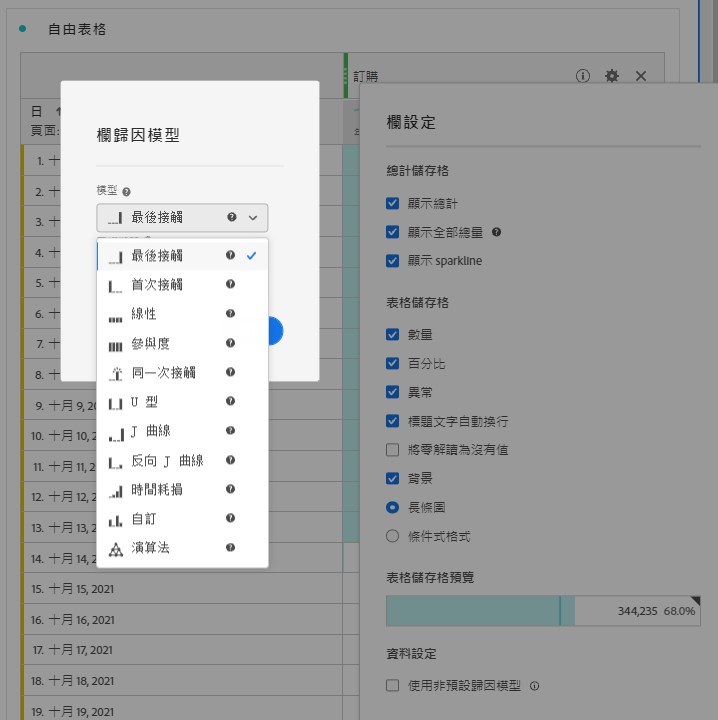 自由表格
訂購
日
頁面:
1. 十
2. 十
3. 十
4. 十
5. 十
6. 十
7. 十
8. 十
9. 十月 9, 20
10. 十月 10, 2
11. 十月 11, 2
12. 十月 12, 2
13. 十月 13, 2
14. 十月 14, 2
15. 十月 15, 2021
16. 十月 16, 2021
17. 十月 17, 2021
18. 十月 18, 2021
19. 十月 19, 2021
欄歸因模型
模型
最後接觸
最後接觸
首次接觸
線性
參與度
同一次接觸
U 型
J 曲線
反向 J 曲線
時間耗損
自訂
演算法
欄設定
總計儲存格
顯示總計
顯示全部總量
顯示 sparkline
表格儲存格
數量
百分比
異常
標題文字自動換行
將零解讀為沒有值
背景
長條圖
條件式格式
表格儲存格預覽
344,235 68.0%
資料設定
使用非預設歸因模型